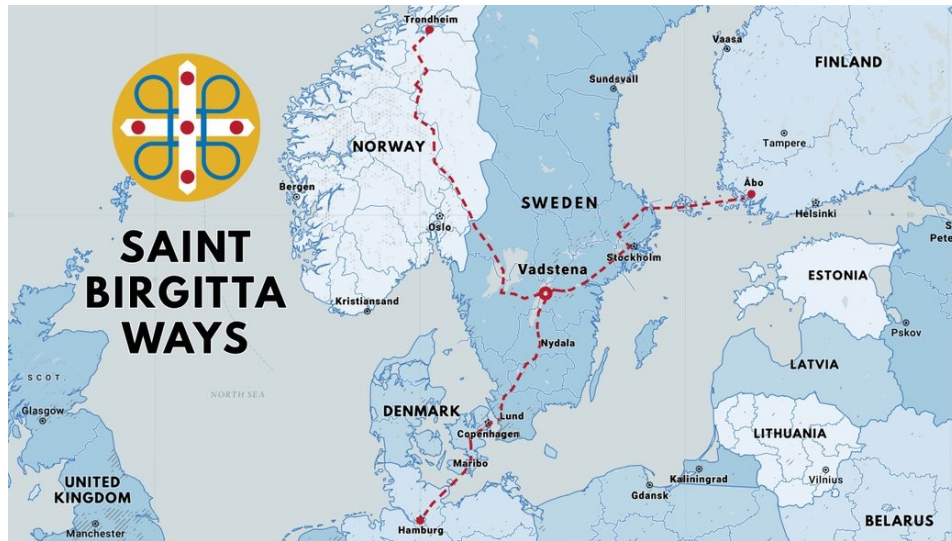 Trondheim
Vaasa
FINLAND
Sundsvall
Tampere
NORWAY
Bergen
Åbo
SWEDEN
Helsinki
Oslo
S
Pete
SAINT
BIRGITTA
WAYS
Stockholm
Vadstena
ESTONIA
Kristiansand
Pskov
Nydala
LATVIA
SCOT.
NORTH SEA
Glasgow
DENMARK
Lund
Copenhagen
LITHUANIA
Maribo
Kaliningrad
Vilnius
UNITED
KINGDOM
Gdansk
BELARUS
Manchester
Hamburg